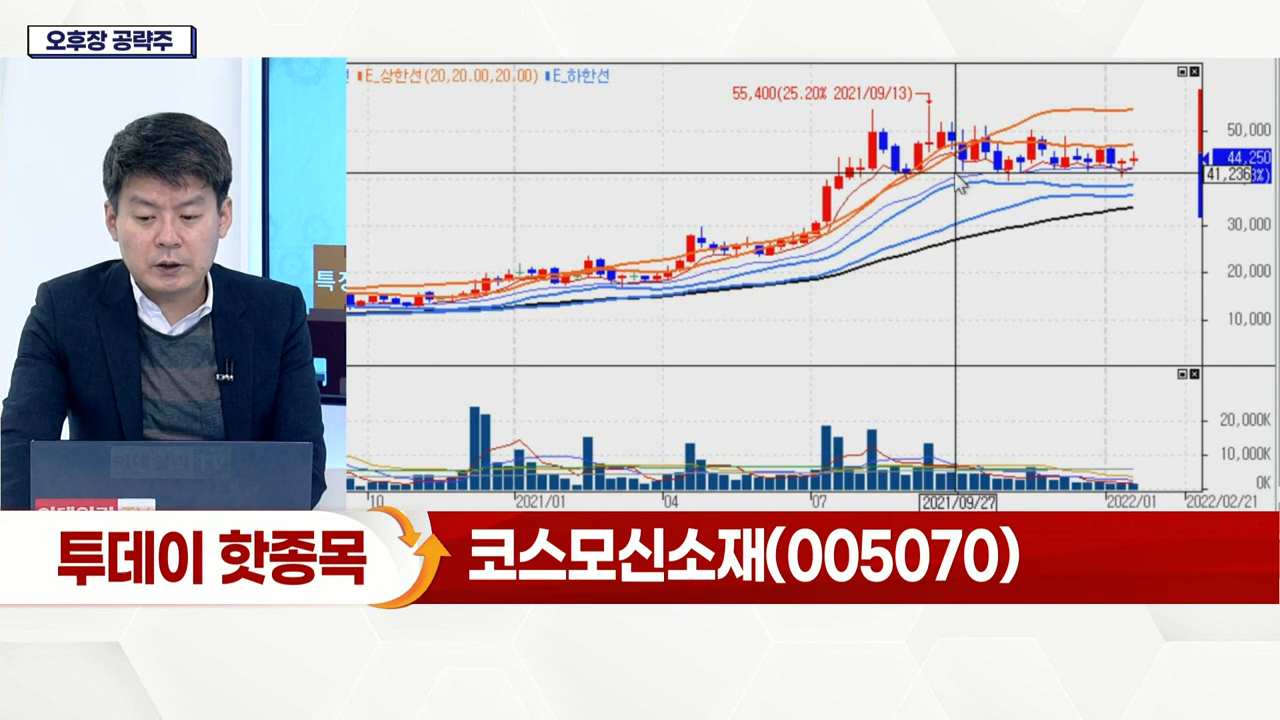 오후장 공략주
E_상한선(20,20.00,20.00) E_하한선
55,400(25.20% 2021/09/13)
50,000
44,250
41,236
30,000
20,000
10,000
20,000K
10,000K
0K
10
2021/01
04
07
2021/09/27
2022/01
2022/02/21
투데이 핫종목
코스모신소재(005070)